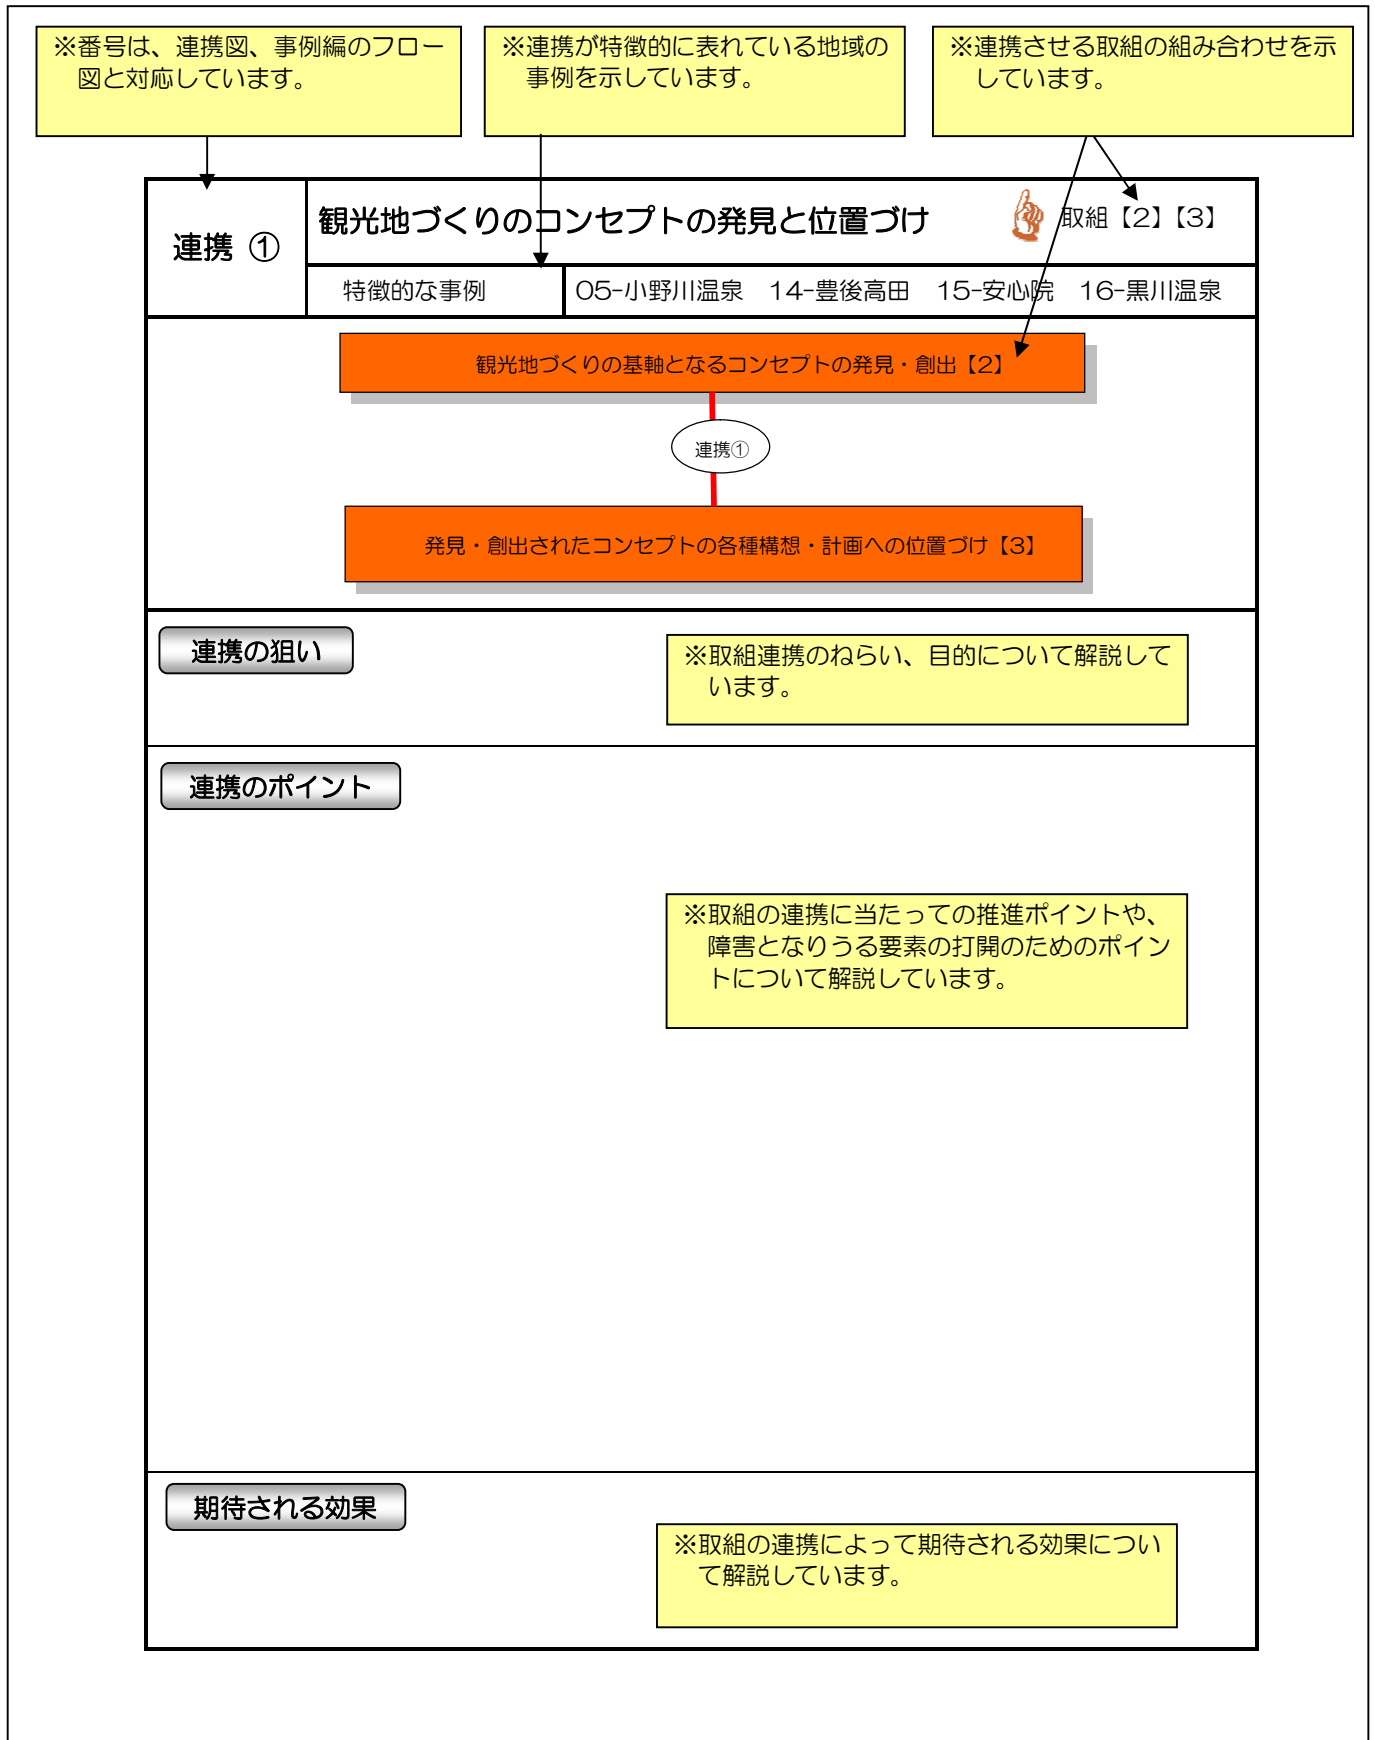 ※番号は、連携図、事例編のフロー
図と対応しています。
※連携が特徴的に表れている地域の
事例を示しています。
※連携させる取組の組み合わせを示
しています。
連携 ①
観光地づくりのコンセプトの発見と位置づけ
取組【2】【3】
特徴的な事例
05-小野川温泉　14-豊後高田　15-安心院　16-黒川温泉
観光地づくりの基軸となるコンセプトの発見・創出【2】
連携①
発見・創出されたコンセプトの各種構想・計画への位置づけ【3】
連携の狙い
※取組連携のねらい、目的について解説して
います。
連携のポイント
※取組の連携に当たっての推進ポイントや、
障害となりうる要素の打開のためのポイン
トについて解説しています。
期待される効果
※取組の連携によって期待される効果につい
て解説しています。